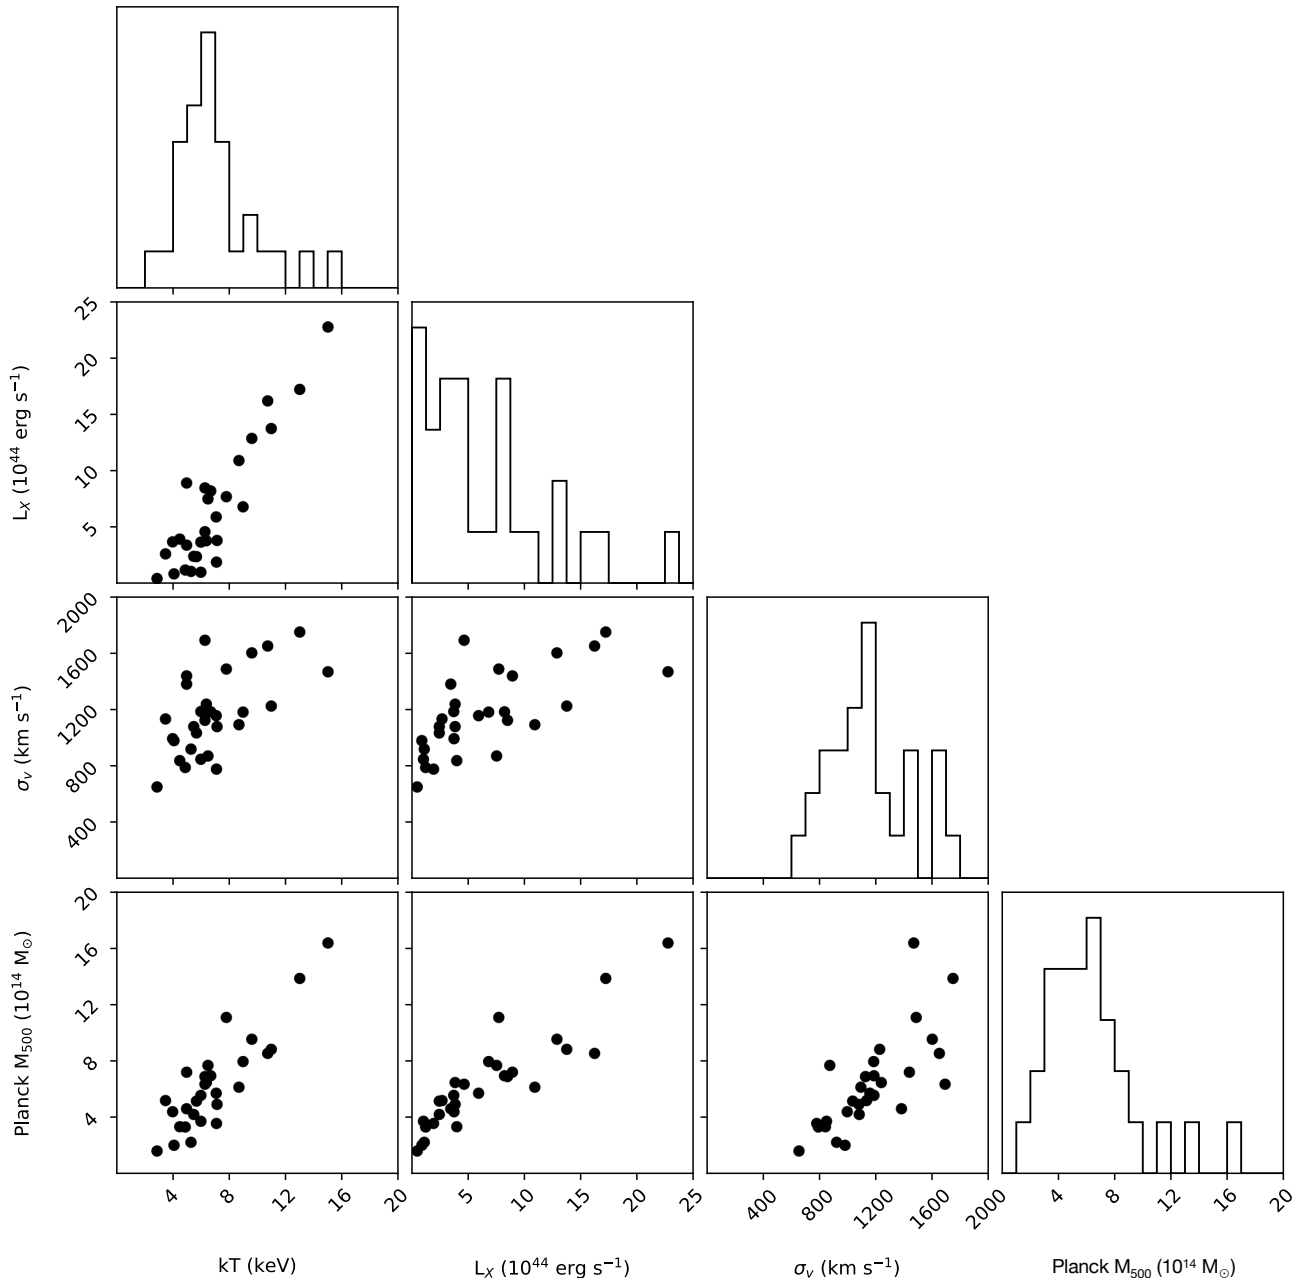 25
20
15
10
5
L_X (10^44 erg s^−1)
2000
1600
1200
800
400
σ_v (km s^−1)
20
16
12
8
4
Planck M_500 (10^14 M_⊙)
4 8 12 16 20
5 10 15 20 25
400 800 1200 1600 2000
4 8 12 16 20
kT (keV)
L_X (10^44 erg s^−1)
σ_v (km s^−1)
Planck M_500 (10^14 M_⊙)